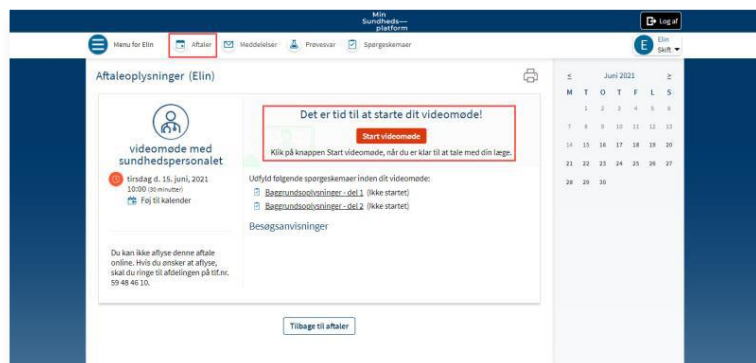 Min
Sundheds—
platform
Log af
Menu for Elin
Aftaler
Meddelelser
Prøvesvar
Spørgeskemaer
E
Elin
Skift
Aftaleoplysninger (Elin)
videomøde med
sundhedspersonalet
tirsdag d. 15. juni, 2021
10:00 (30 minutter)
Føj til kalender
Du kan ikke aflyse denne aftale
online. Hvis du ønsker at aflyse,
skal du ringe til afdelingen på tlf.nr.
59 48 46 10.
Det er tid til at starte dit videomøde!
Start videomøde
Klik på knappen Start videomøde, når du er klar til at tale med din læge.
Udfyld følgende spørgeskemaer inden dit videomøde:
Baggrundsoplysninger - del 1 (Ikke startet)
Baggrundsoplysninger - del 2 (Ikke startet)
Besøgsanvisninger
Tilbage til aftaler
Juni 2021
M T O T F L S
1 2 3 4 5 6
7 8 9 10 11 12 13
14 15 16 17 18 19 20
21 22 23 24 25 26 27
28 29 30